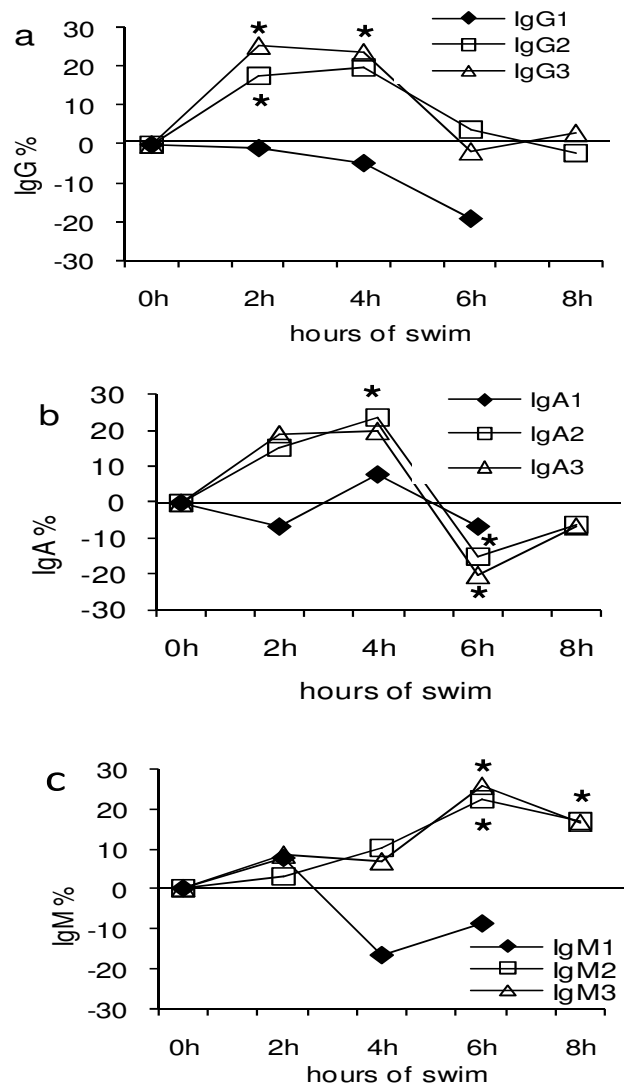 a
30
20
10
0
-10
-20
-30
IgG %
IgG1
IgG2
IgG3
*
*
*
0h 2h 4h 6h 8h
hours of swim
b
30
20
10
0
-10
-20
-30
IgA %
IgA1
IgA2
IgA3
*
*
*
0h 2h 4h 6h 8h
hours of swim
c
30
20
10
0
-10
-20
-30
IgM %
*
*
*
IgM1
IgM2
IgM3
0h 2h 4h 6h 8h
hours of swim